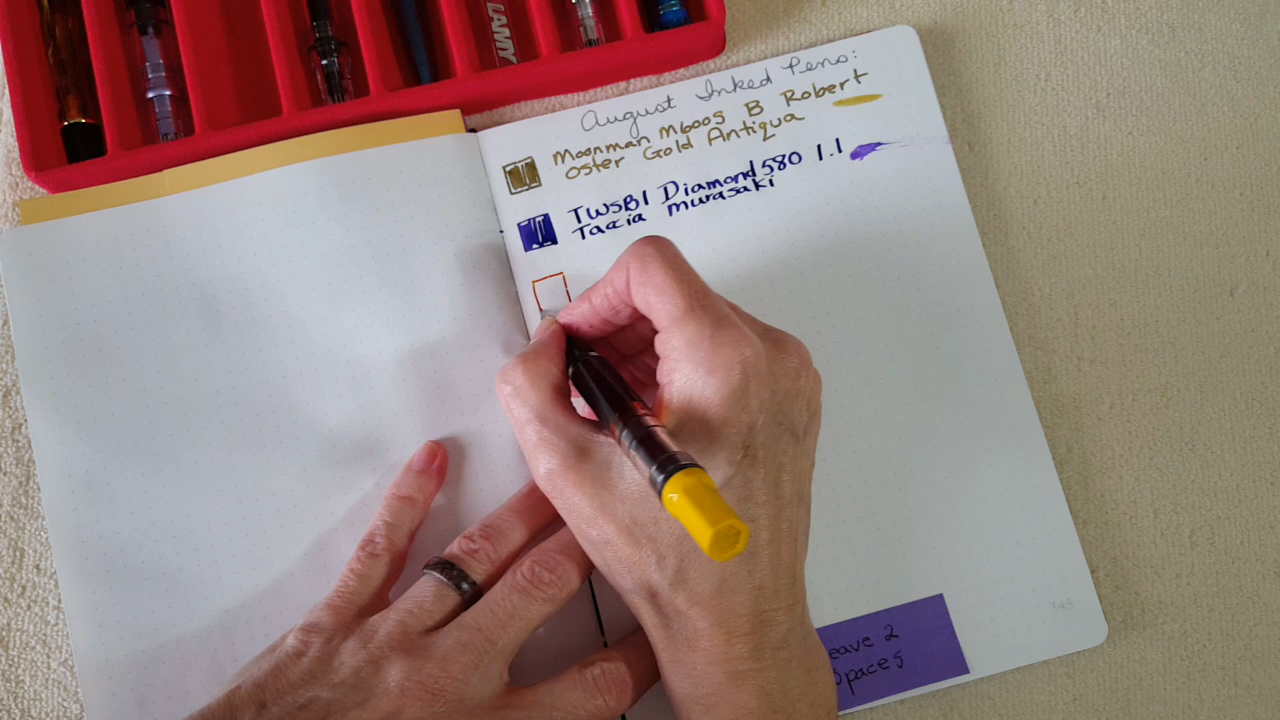 LAMY
August Inked Pens:
Moonman M600S B Robert
Oster Gold Antiqua
TWSBI Diamond 580 1.1
Taccia murasaki
eave 2
paces
143